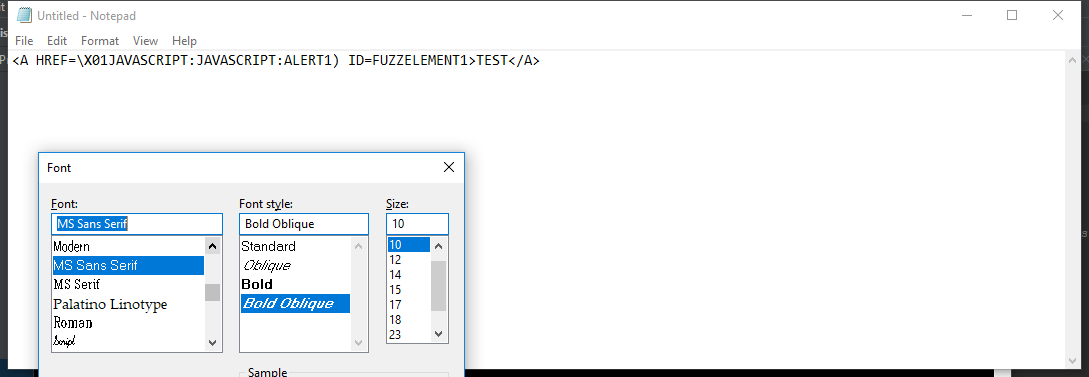 Untitled - Notepad
File Edit Format View Help
<A HREF=\X01JAVASCRIPT:JAVASCRIPT:ALERT1) ID=FUZZELEMENT1>TEST</A>
Font
Font: Font style: Size:
MS Sans Serif Bold Oblique 10
Modern Standard 10
MS Sans Serif Oblique 12
MS Serif Bold 14
Palatino Linotype Bold Oblique 15
Roman 17
Script 18
23
Sample